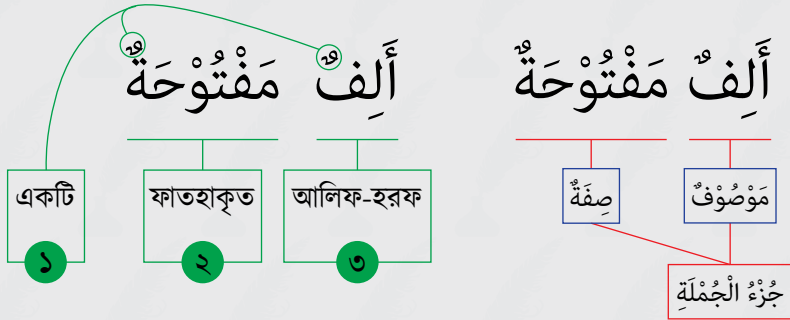 أَلِفٌ مَفْتُوْحَةٌ
أَلِفٌ مَفْتُوْحَةٌ
একটি
ফাতহাকৃত
আলিফ-হরফ
১
২
৩
مَوْصُوْفٌ
صِفَةٌ
جُزْءُ الْجُمْلَةِ